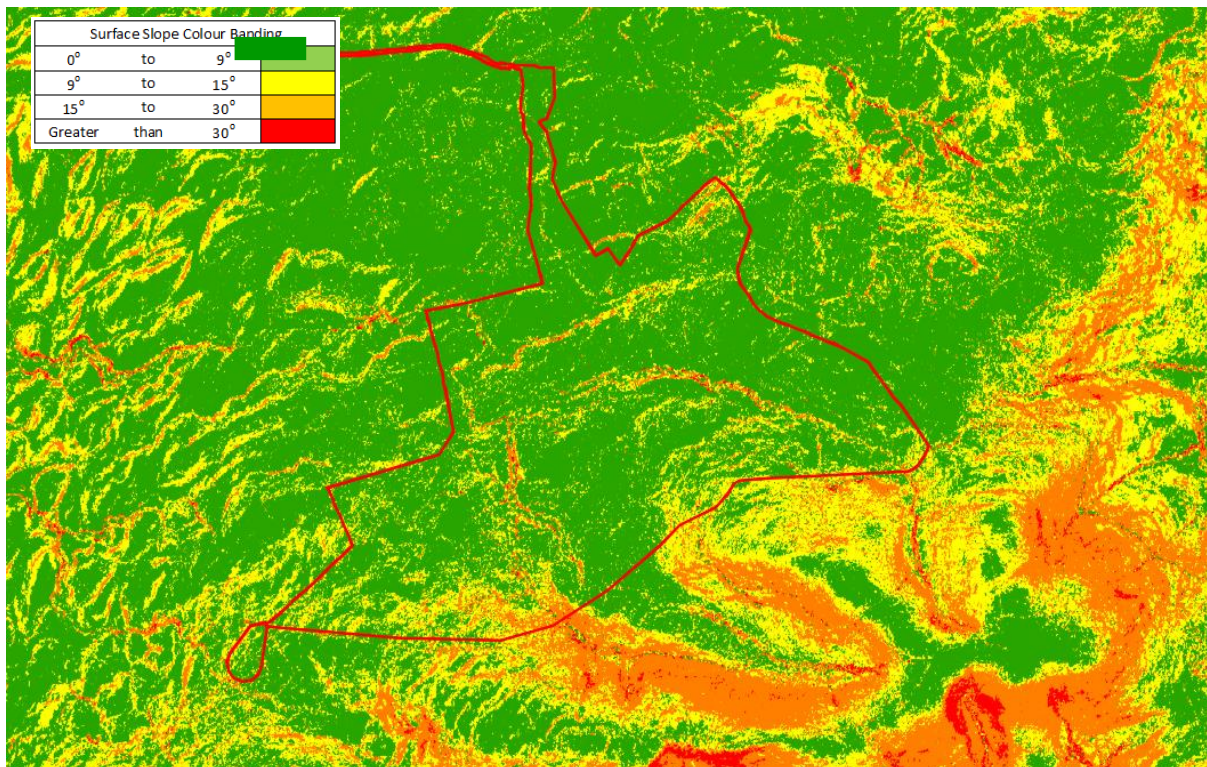 Surface Slope Colour Banding
0° to 9°
9° to 15°
15° to 30°
Greater than 30°